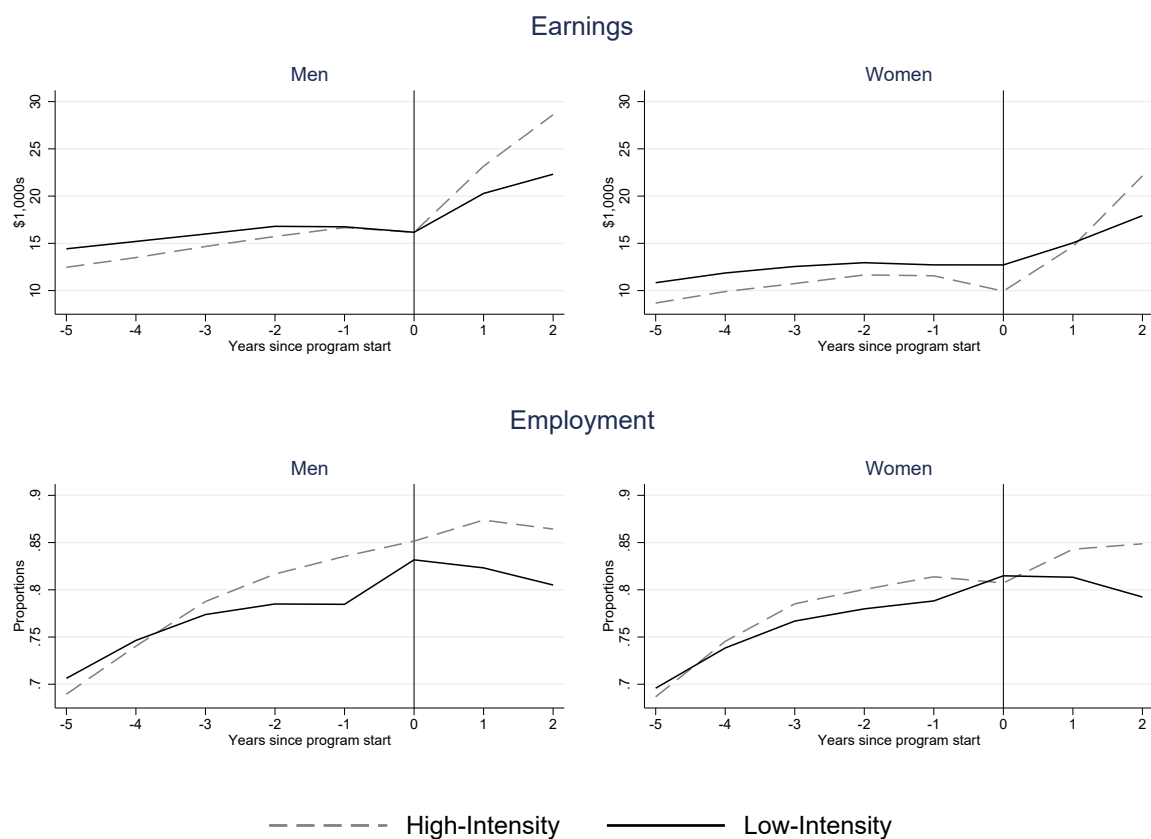 Earnings
Men
$1,000s
30
25
20
15
10
-5 -4 -3 -2 -1 0 1 2
Years since program start
Women
$1,000s
30
25
20
15
10
-5 -4 -3 -2 -1 0 1 2
Years since program start
Employment
Men
Proportions
.9
.85
.8
.75
.7
-5 -4 -3 -2 -1 0 1 2
Years since program start
Women
Proportions
.9
.85
.8
.75
.7
-5 -4 -3 -2 -1 0 1 2
Years since program start
High-Intensity Low-Intensity